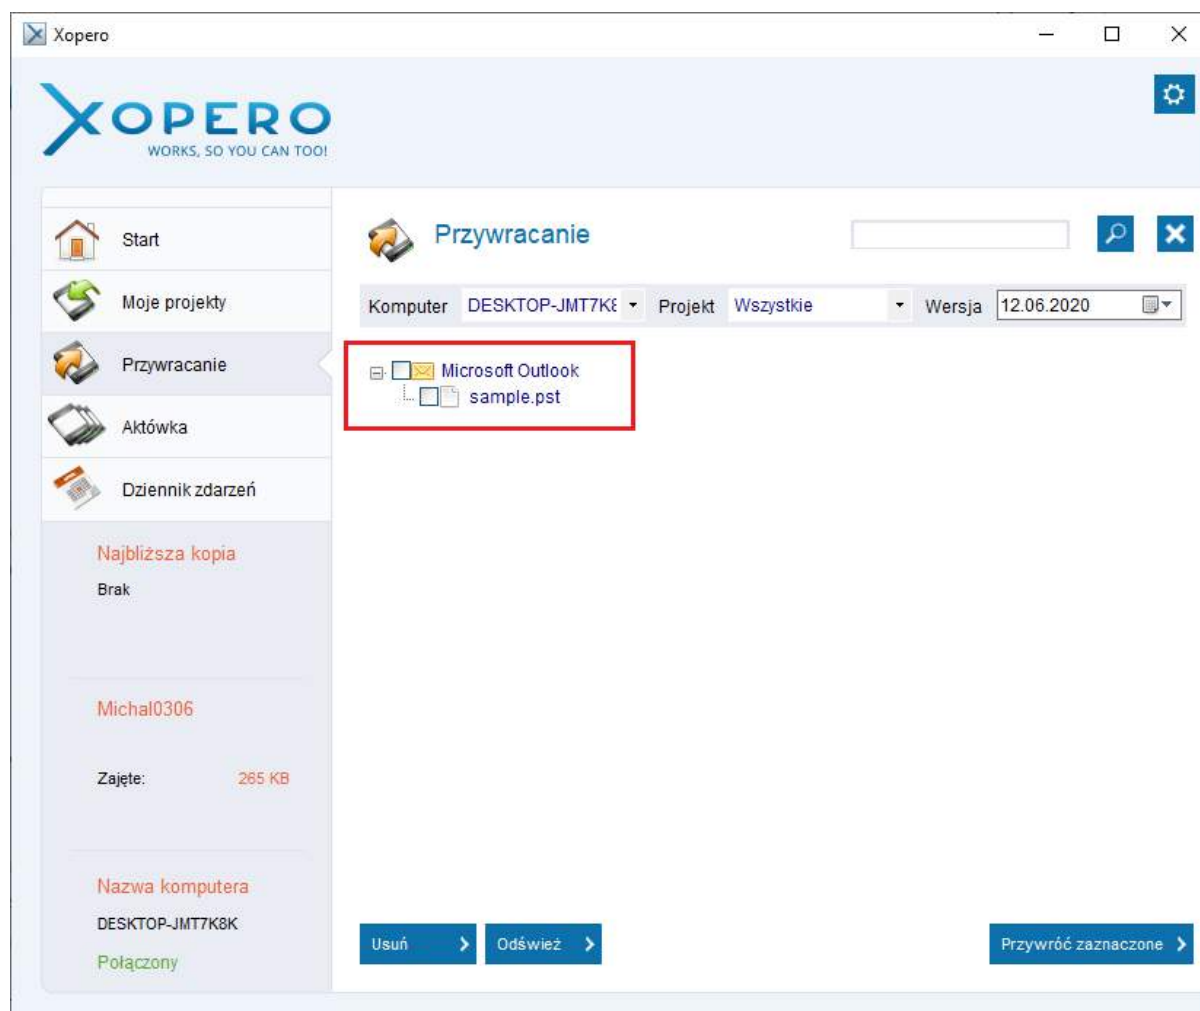 Xopero
XOPERO
WORKS, SO YOU CAN TOO!
Start
Moje projekty
Przywracanie
Aktówka
Dziennik zdarzeń
Najbliższa kopia
Brak
Michal0306
Zajęte: 265 KB
Nazwa komputera
DESKTOP-JMT7K8K
Połączony
Przywracanie
Komputer DESKTOP-JMT7K8 Projekt Wszystkie Wersja 12.06.2020
Microsoft Outlook
sample.pst
Usuń Odśwież Przywróć zaznaczone